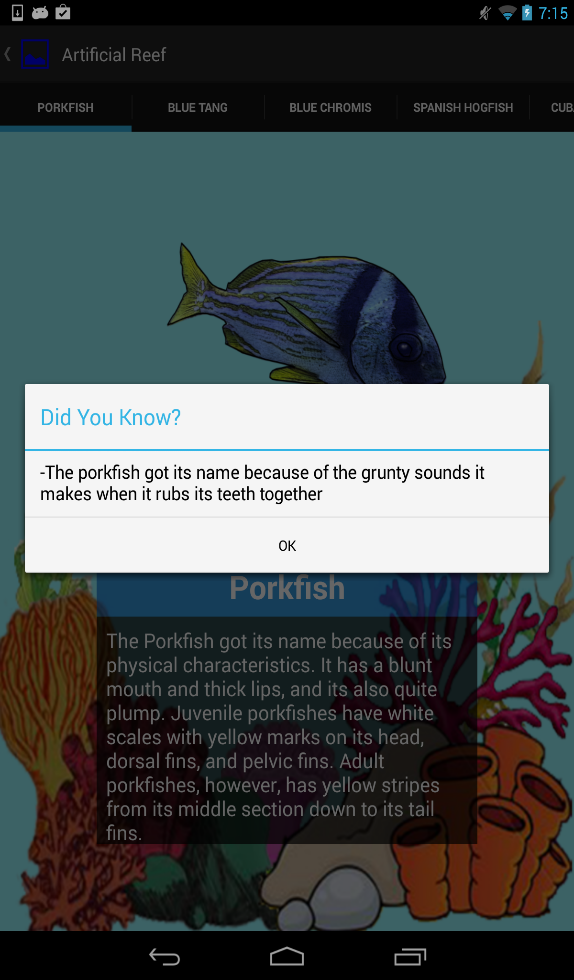 7:15
Artificial Reef
PORKFISH
BLUE TANG
BLUE CHROMIS
SPANISH HOGFISH
CUB
Did You Know?
-The porkfish got its name because of the grunty sounds it
makes when it rubs its teeth together
OK
Porkfish
The Porkfish got its name because of its
physical characteristics. It has a blunt
mouth and thick lips, and its also quite
plump. Juvenile porkfishes have white
scales with yellow marks on its head,
dorsal fins, and pelvic fins. Adult
porkfishes, however, has yellow stripes
from its middle section down to its tail
fins.